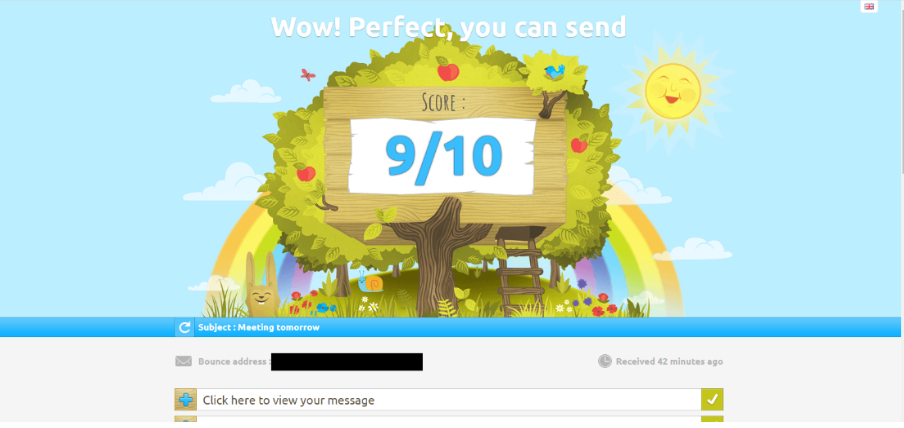 Wow! Perfect, you can send
Score :
9/10
Subject : Meeting tomorrow
Bounce address :
Received 42 minutes ago
Click here to view your message